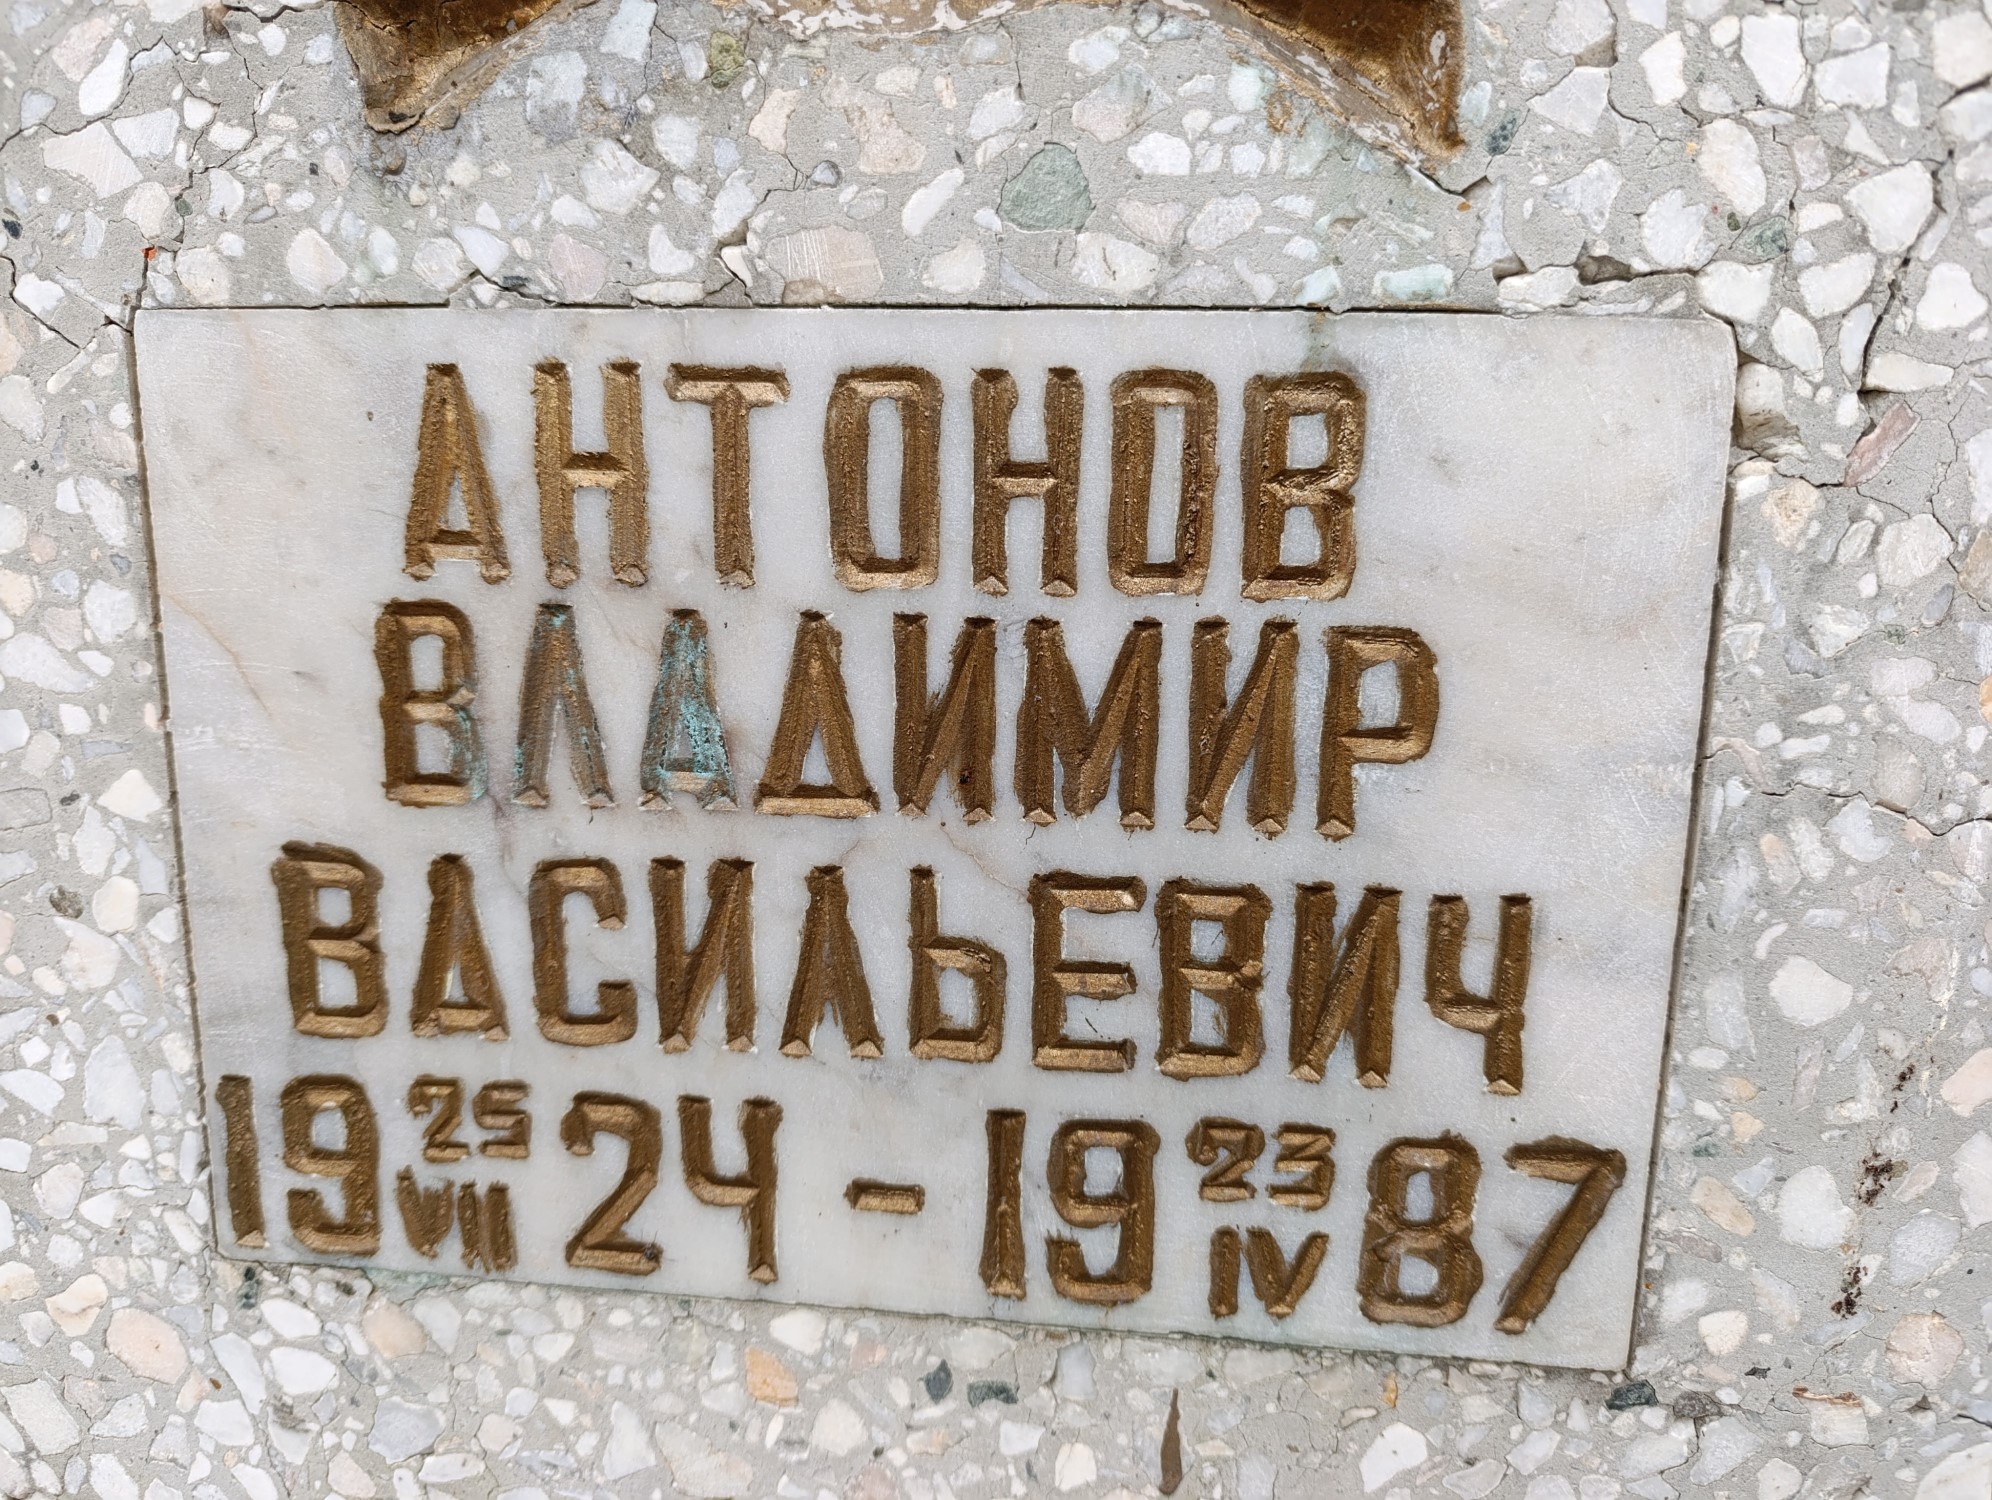 АНТОНОВ
ВЛАДИМИР
ВАСИЛЬЕВИЧ
19 25/VII 24 - 19 23/IV 87